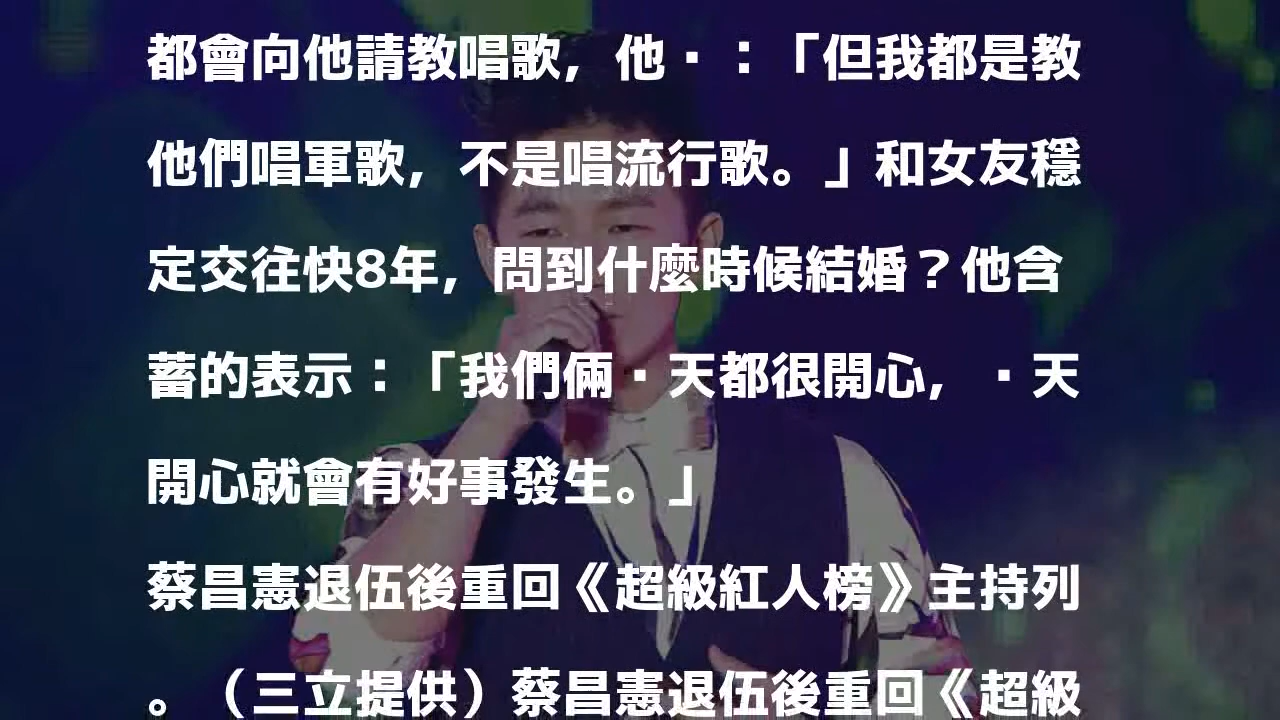 都會向他請教唱歌，他▪：「但我都是教
他們唱軍歌，不是唱流行歌。」和女友穩
定交往快8年，問到什麼時候結婚？他含
蓄的表示：「我們倆▪天都很開心，▪天
開心就會有好事發生。」
蔡昌憲退伍後重回《超級紅人榜》主持列
。（三立提供）蔡昌憲退伍後重回《超級